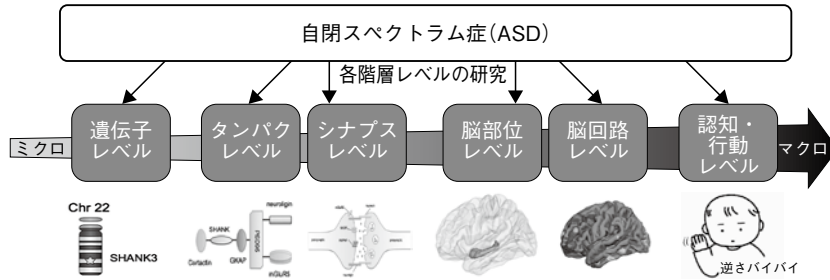 自閉スペクトラム症(ASD)
各階層レベルの研究
ミクロ
遺伝子
レベル
タンパク
レベル
シナプス
レベル
脳部位
レベル
脳回路
レベル
認知・
行動
レベル
マクロ
Chr 22
SHANK3
neuroligin
SHANK
PSD95
Cortactin
GKAP
mGluR5
逆さバイバイ